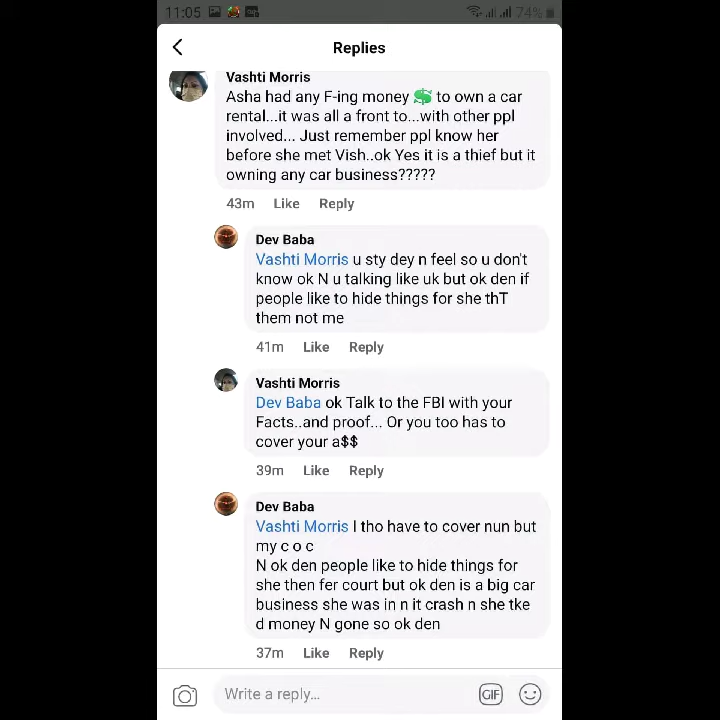 11:05 74%
Replies
Vashti Morris
Asha had any F-ing money 💲 to own a car
rental...it was all a front to...with other ppl
involved... Just remember ppl know her
before she met Vish..ok Yes it is a thief but it
owning any car business?????
43m Like Reply
Dev Baba
Vashti Morris u sty dey n feel so u don't
know ok N u talking like uk but ok den if
people like to hide things for she thT
them not me
41m Like Reply
Vashti Morris
Dev Baba ok Talk to the FBI with your
Facts..and proof... Or you too has to
cover your a$$
39m Like Reply
Dev Baba
Vashti Morris I tho have to cover nun but
my c o c
N ok den people like to hide things for
she then fer court but ok den is a big car
business she was in n it crash n she tke
d money N gone so ok den
37m Like Reply
Write a reply...
GIF